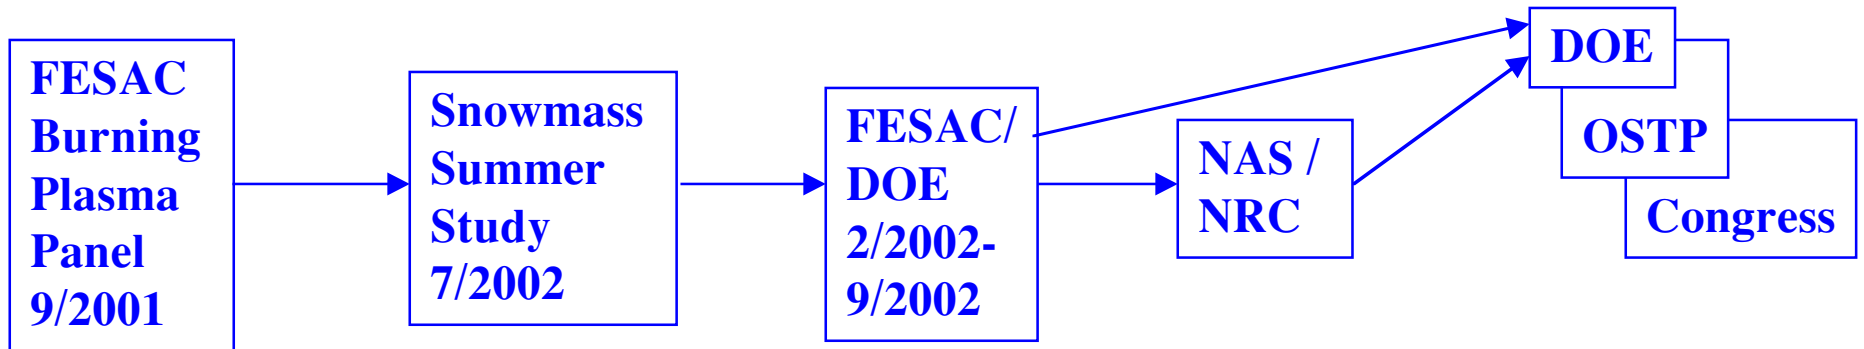 FESAC
Burning
Plasma
Panel
9/2001
Snowmass
Summer
Study
7/2002
FESAC/
DOE
2/2002-
9/2002
NAS /
NRC
DOE
OSTP
Congress